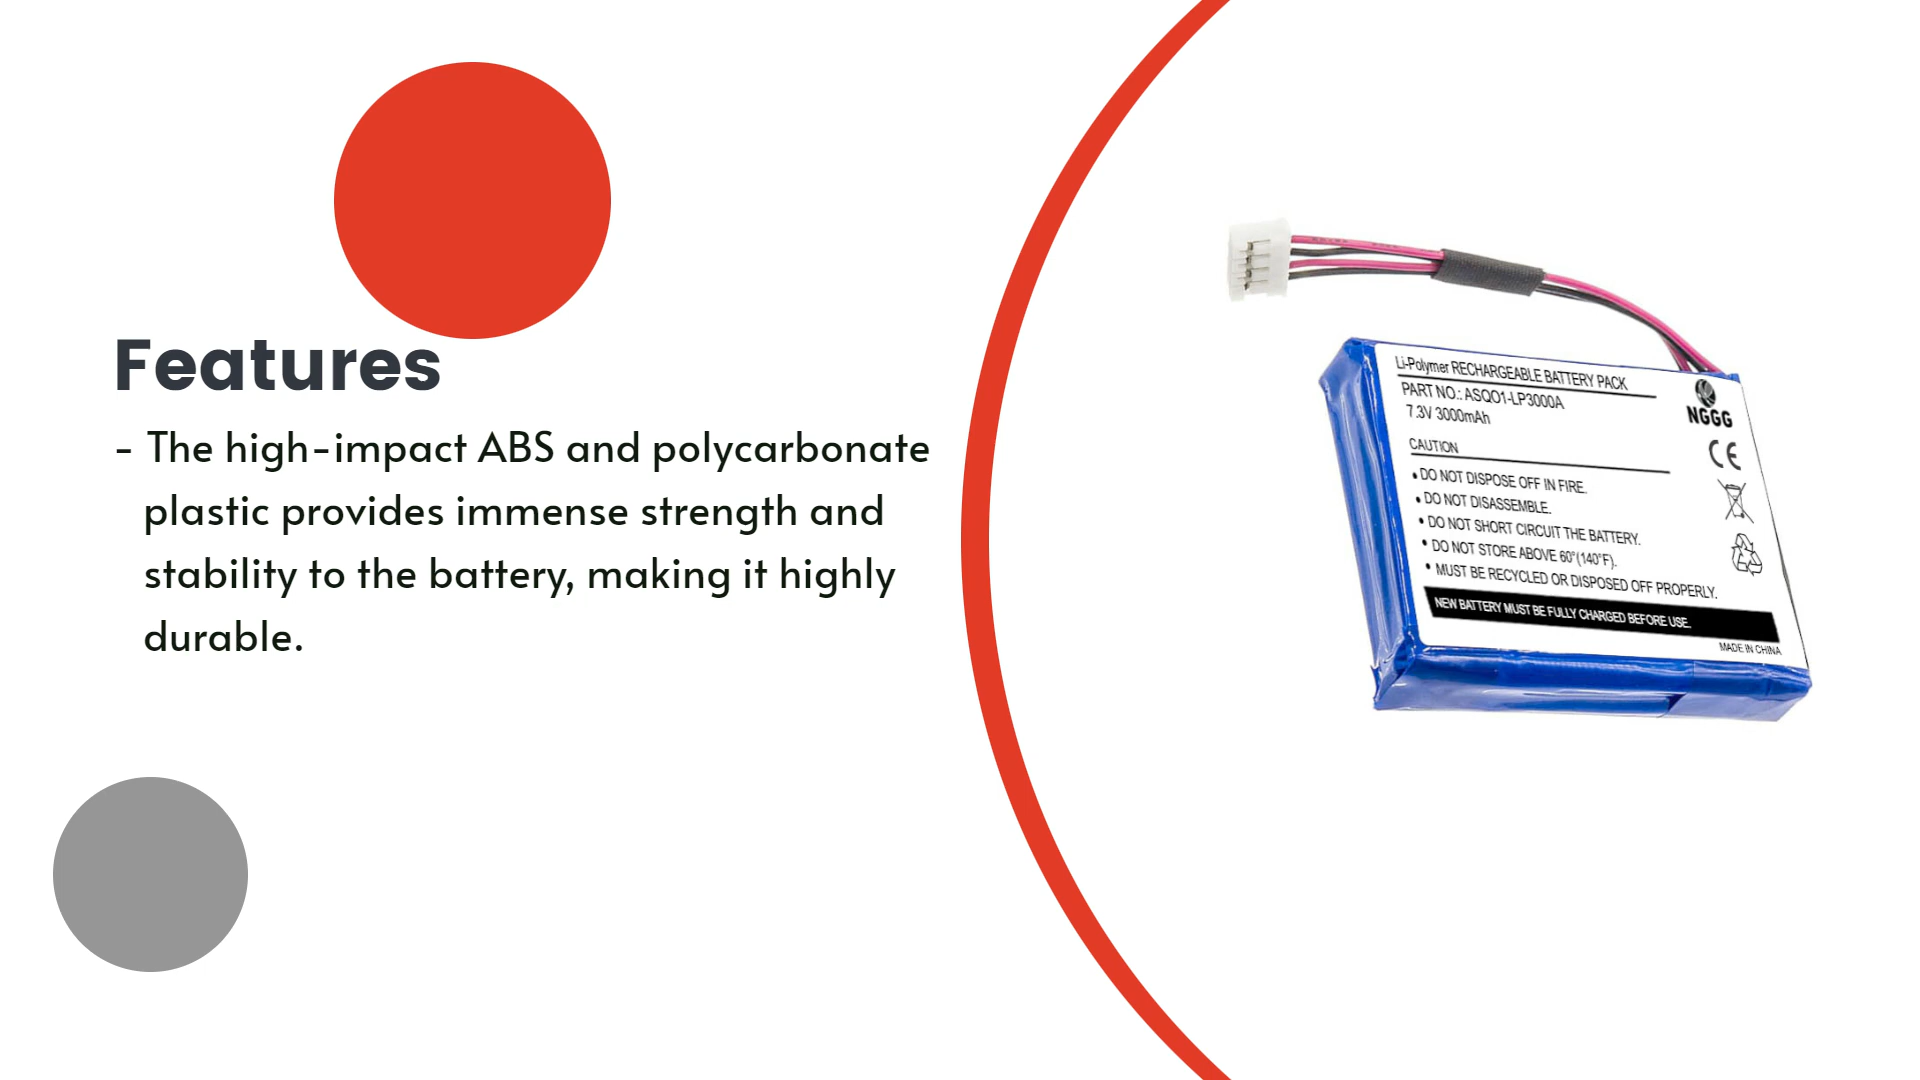 Features
- The high-impact ABS and polycarbonate
plastic provides immense strength and
stability to the battery, making it highly
durable.
Li-Polymer RECHARGEABLE BATTERY PACK
PART NO.: ASQO1-LP3000A
7.3V 3000mAh
NGGG
CE
CAUTION
• DO NOT DISPOSE OFF IN FIRE.
• DO NOT DISASSEMBLE.
• DO NOT SHORT CIRCUIT THE BATTERY.
• DO NOT STORE ABOVE 60°(140°F).
• MUST BE RECYCLED OR DISPOSED OFF PROPERLY.
NEW BATTERY MUST BE FULLY CHARGED BEFORE USE.
MADE IN CHINA